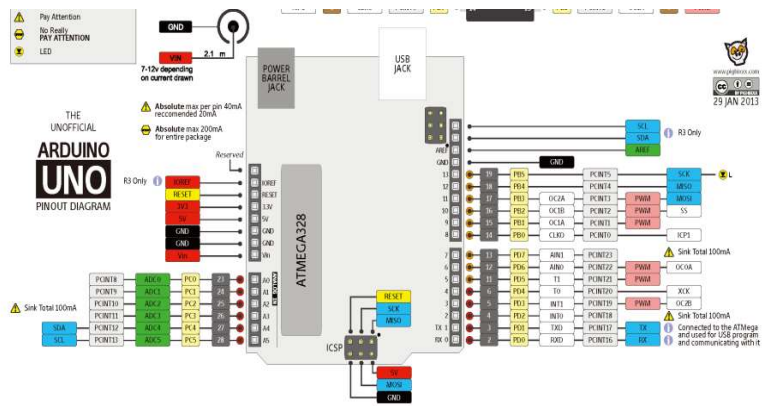 Pay Attention
No Really
PAY ATTENTION
LED
GND
VIN
2.1 m
7-12v depending
on current drawn
POWER
BARREL
JACK
USB
JACK
Absolute max per pin 40mA
reccomended 20mA
Absolute max 200mA
for entire package
www.pighixxx.com
29 JAN 2013
THE
UNOFFICIAL
ARDUINO
UNO
PINOUT DIAGRAM
Reserved
R3 Only
IOREF IOREF
RESET RESET
3V3 3.3V
5V 5V
GND GND
GND GND
Vin Vin
PCINT8 ADC0 PC0 23 A0
PCINT9 ADC1 PC1 24 A1
PCINT10 ADC2 PC2 25 A2
PCINT11 ADC3 PC3 26 A3
SDA PCINT12 ADC4 PC4 27 A4
SCL PCINT13 ADC5 PC5 28 A5
Sink Total 100mA
ATMEGA328
SCL
SDA
R3 Only
AREF AREF
GND GND
13 19 PB5 PCINT5 SCK L
12 18 PB4 PCINT4 MISO
11 17 PB3 OC2A PCINT3 PWM MOSI
10 16 PB2 OC1B PCINT2 PWM SS
9 15 PB1 OC1A PCINT1 PWM
8 14 PB0 CLKO PCINT0 ICP1
7 13 PD7 AIN1 PCINT23
Sink Total 100mA
6 12 PD6 AIN0 PCINT22 PWM OC0A
5 11 PD5 T1 PCINT21 PWM
4 6 PD4 T0 PCINT20 XCK
3 5 PD3 INT1 PCINT19 PWM OC2B
2 4 PD2 INT0 PCINT18
Sink Total 100mA
TX 1 3 PD1 TXD PCINT17 TX
RX 0 2 PD0 RXD PCINT16 RX
Connected to the ATMega
and used for USB program
and communicating with it
RESET
SCK
MISO
ICSP
5V
MOSI
GND